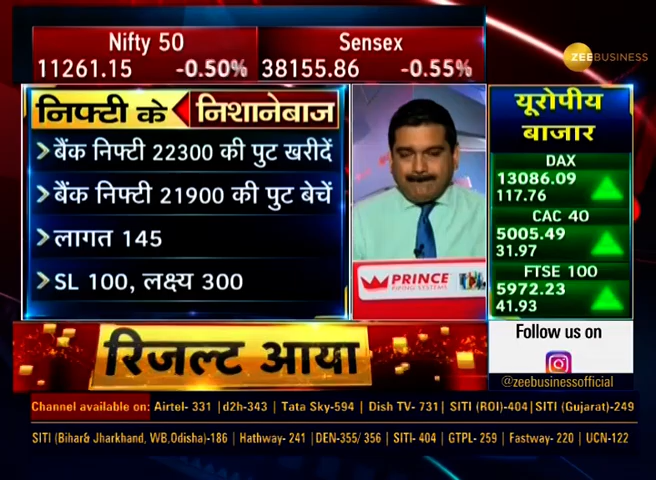 Nifty 50
11261.15 -0.50%
Sensex
38155.86 -0.55%
ZEEBUSINESS
निफ्टी के निशानेबाज
बैंक निफ्टी 22300 की पुट खरीदें
बैंक निफ्टी 21900 की पुट बेचें
लागत 145
SL 100, लक्ष्य 300
PRINCE
PIPING SYSTEMS
यूरोपीय
बाजार
DAX
13086.09
117.76
CAC 40
5005.49
31.97
FTSE 100
5972.23
41.93
रिजल्ट आया
Follow us on
@zeebusinessofficial
Channel available on: Airtel- 331 |d2h-343 | Tata Sky-594 | Dish TV- 731| SITI (ROI)-404| SITI (Gujarat)-249
SITI (Bihar& Jharkhand, WB,Odisha)-186 | Hathway- 241 |DEN-355/ 356 | SITI- 404 | GTPL- 259 | Fastway- 220 | UCN-122